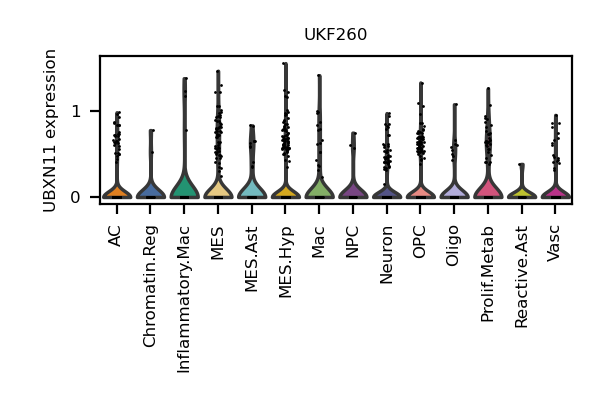 UKF260
UBXN11 expression
1
0
AC
Chromatin.Reg
Inflammatory.Mac
MES
MES.Ast
MES.Hyp
Mac
NPC
Neuron
OPC
Oligo
Prolif.Metab
Reactive.Ast
Vasc